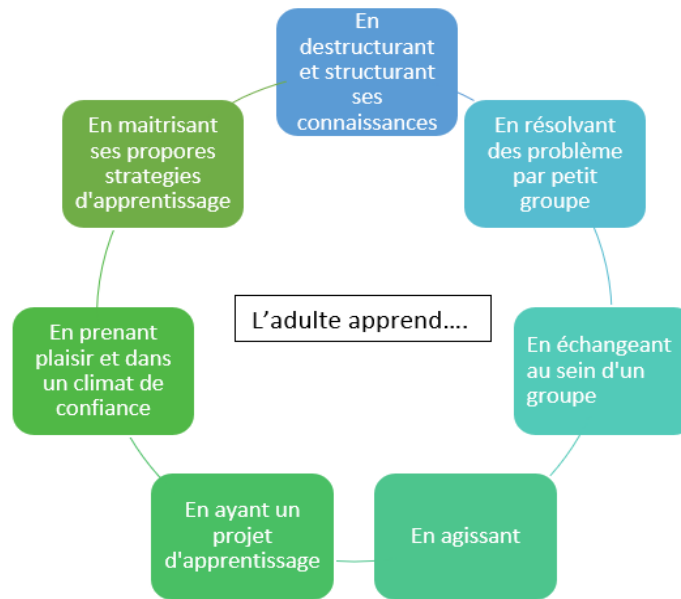 En
destructurant
et structurant
ses
connaissances
En résolvant
des problème
par petit
groupe
En échangeant
au sein d'un
groupe
En agissant
En ayant un
projet
d'apprentissage
En prenant
plaisir et dans
un climat de
confiance
En maitrisant
ses propores
strategies
d'apprentissage
L’adulte apprend….